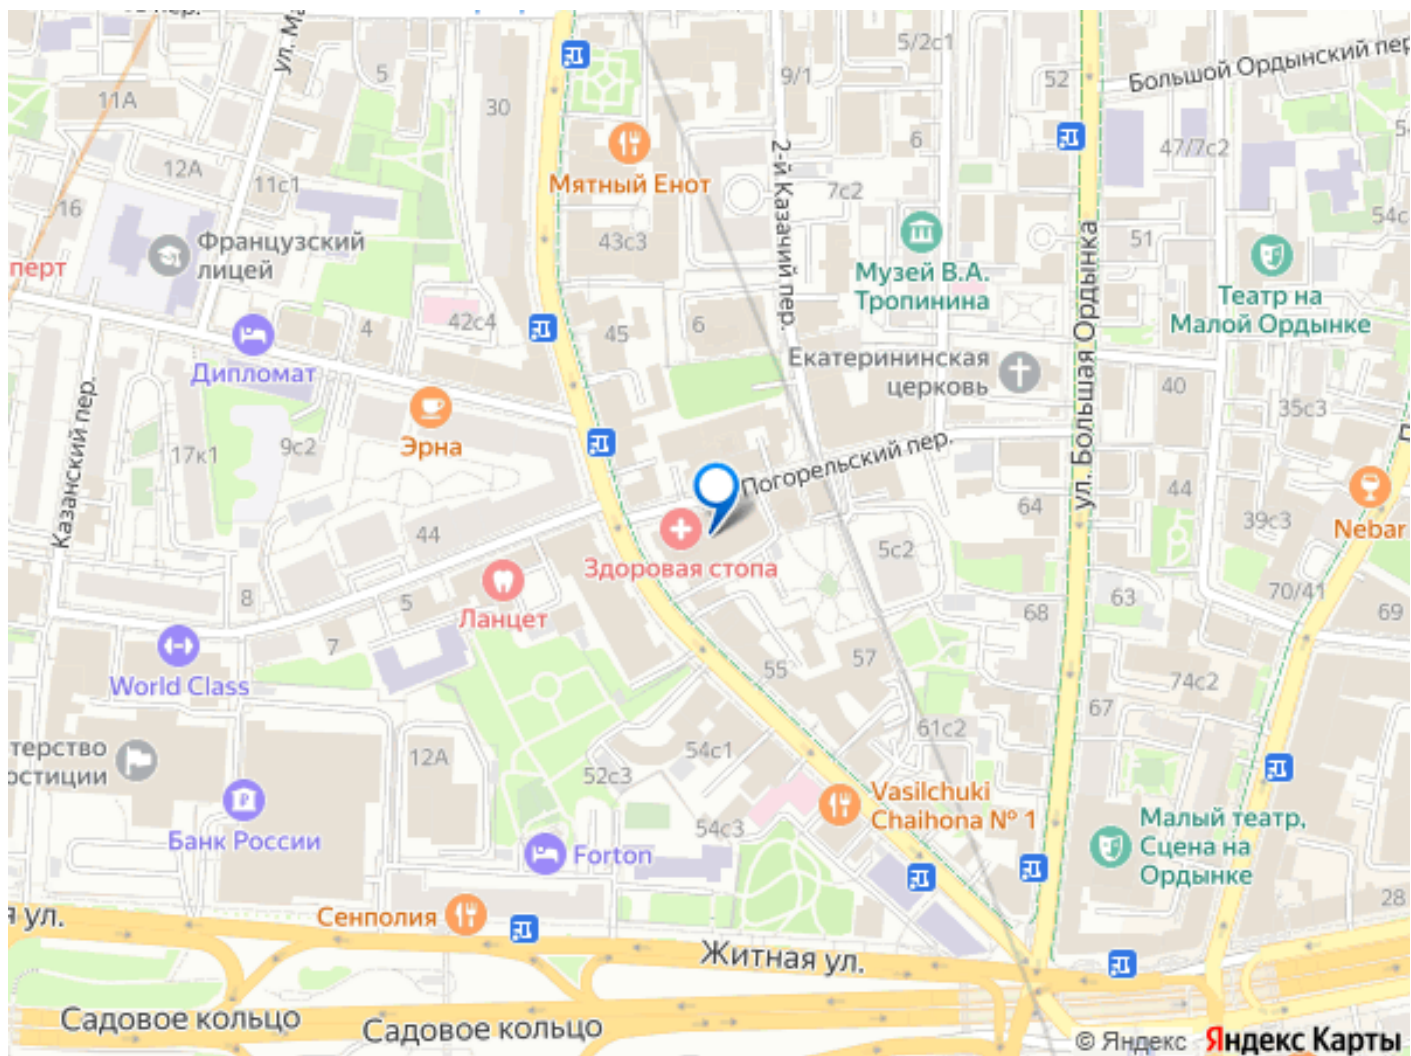 ул. Ма
5
11А
12А
11с1
16
30
Мятный Енот
43с3
9/1
5/2с1
6
7с2
2-й Казачий пер.
52
Большой Ордынский пер
47/7с2
51
Французский
лицей
перт
42с4
4
Дипломат
45
6
Музей В.А.
Тропинина
Екатерининская
церковь
ул. Большая Ордынка
Театр на
Малой Ордынке
40
35с3
Казанский пер.
17к1
9с2
Эрна
44
Погорельский пер.
64
44
39с3
Nebar
Здоровая стопа
5с2
8
5
Ланцет
7
World Class
55
57
68
63
70/41
69
74с2
67
61с2
терство
остиции
12А
Банк России
54с1
52с3
54с3
Vasilchuki
Chaihona № 1
Малый театр,
Сцена на
Ордынке
Forton
Сенполия
28
я ул.
Житная ул.
Садовое кольцо
Садовое кольцо
© Яндекс Яндекс Карты